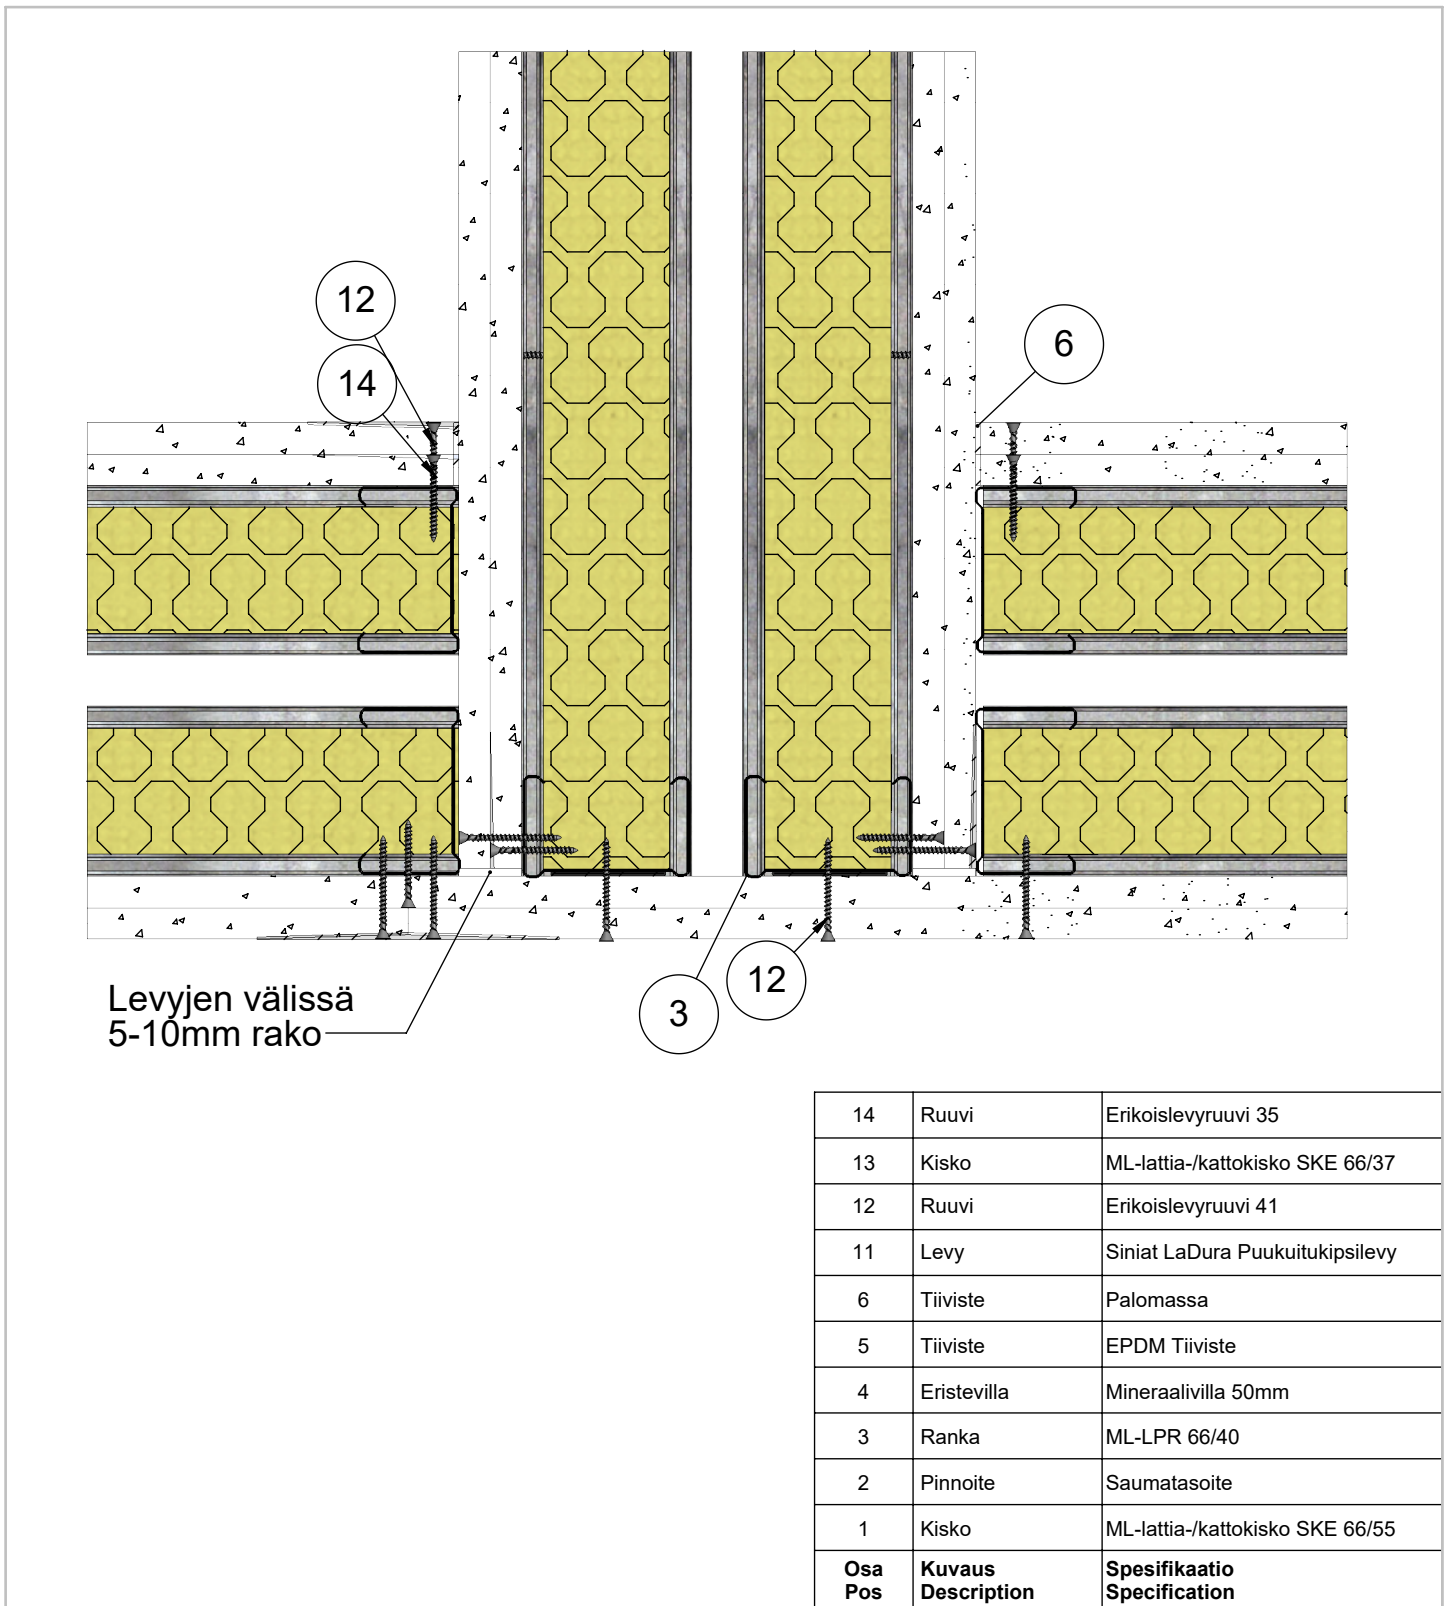 12
14
6
Levyjen välissä
5-10mm rako
3
12
14 Ruuvi Erikoislevyruuvi 35
13 Kisko ML-lattia-/kattokisko SKE 66/37
12 Ruuvi Erikoislevyruuvi 41
11 Levy Siniat LaDura Puukuitukipsilevy
6 Tiiviste Palomassa
5 Tiiviste EPDM Tiiviste
4 Eristevilla Mineraalivilla 50mm
3 Ranka ML-LPR 66/40
2 Pinnoite Saumatasoite
1 Kisko ML-lattia-/kattokisko SKE 66/55
Osa Kuvaus Spesifikaatio
Pos Description Specification